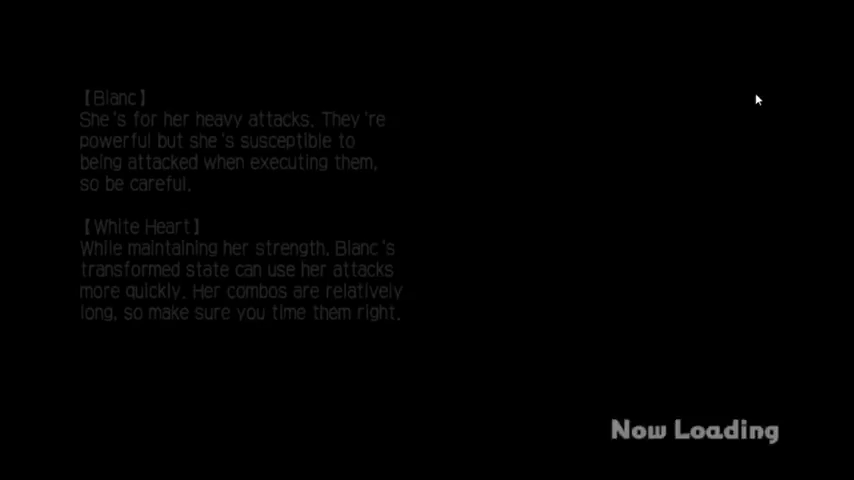 【Blanc】
She's for her heavy attacks. They're
powerful but she's susceptible to
being attacked when executing them,
so be careful.
【White Heart】
While maintaining her strength, Blanc's
transformed state can use her attacks
more quickly. Her combos are relatively
long, so make sure you time them right.
Now Loading